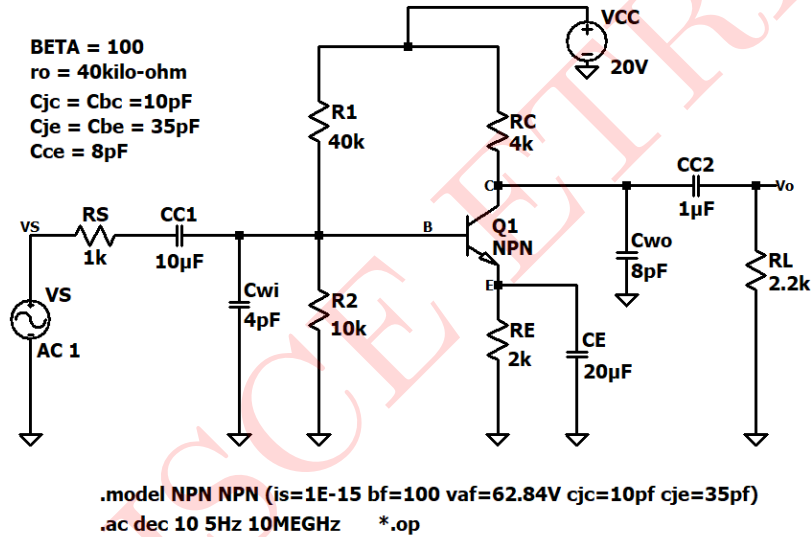 VCC
20V
BETA = 100
ro = 40kilo-ohm
Cjc = Cbc =10pF
Cje = Cbe = 35pF
Cce = 8pF
R1
40k
RC
4k
C
CC2
1µF
Vo
VS
RS
1k
CC1
10µF
B
Q1
NPN
Cwo
8pF
RL
2.2k
E
VS
AC 1
Cwi
4pF
R2
10k
RE
2k
CE
20µF
.model NPN NPN (is=1E-15 bf=100 vaf=62.84V cjc=10pf cje=35pf)
.ac dec 10 5Hz 10MEGHz *.op
SCE ETR